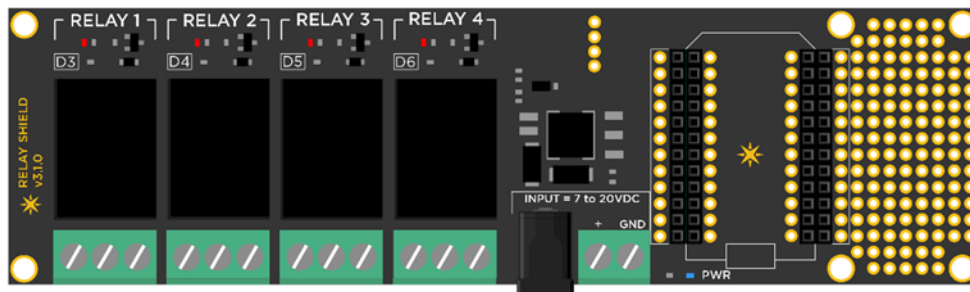 RELAY 1
RELAY 2
RELAY 3
RELAY 4
D3
D4
D5
D6
RELAY SHIELD
v3.1.0
INPUT = 7 to 20VDC
+ GND
PWR